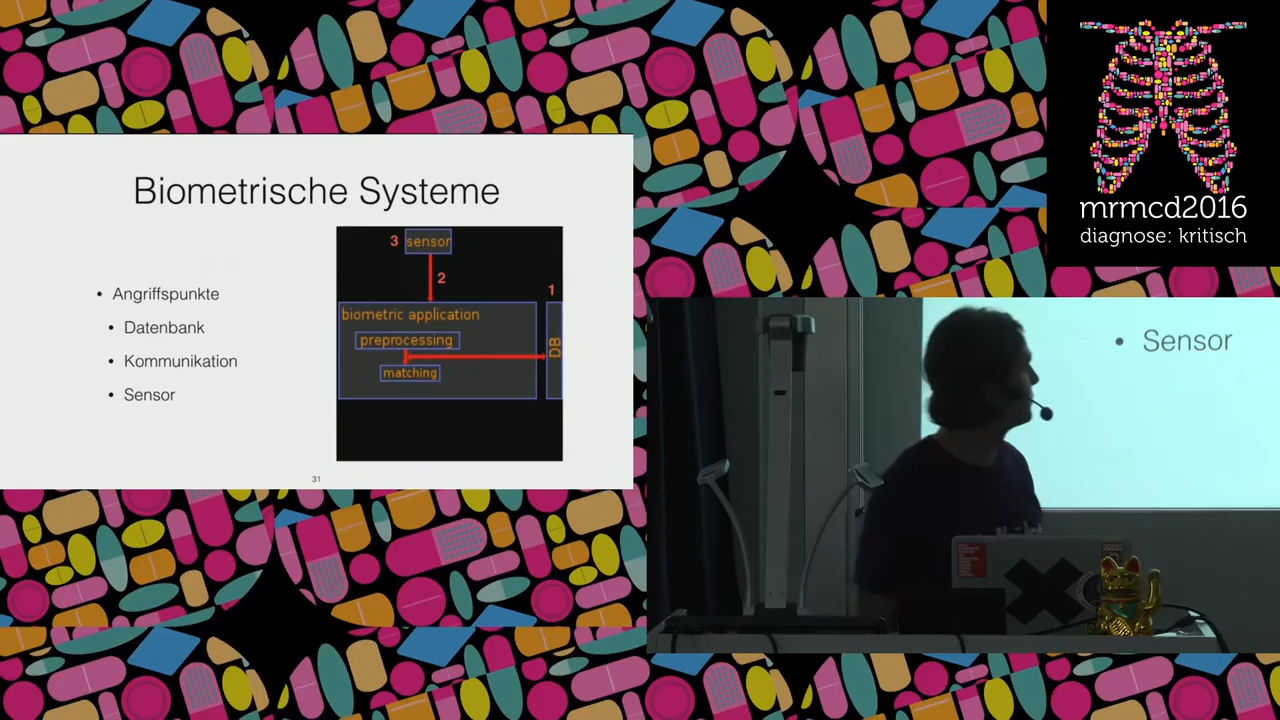 mrmcd2016
diagnose: kritisch
Biometrische Systeme
• Angriffspunkte
• Datenbank
• Kommunikation
• Sensor
3
sensor
2
1
biometric application
preprocessing
matching
DB
31
• Sensor